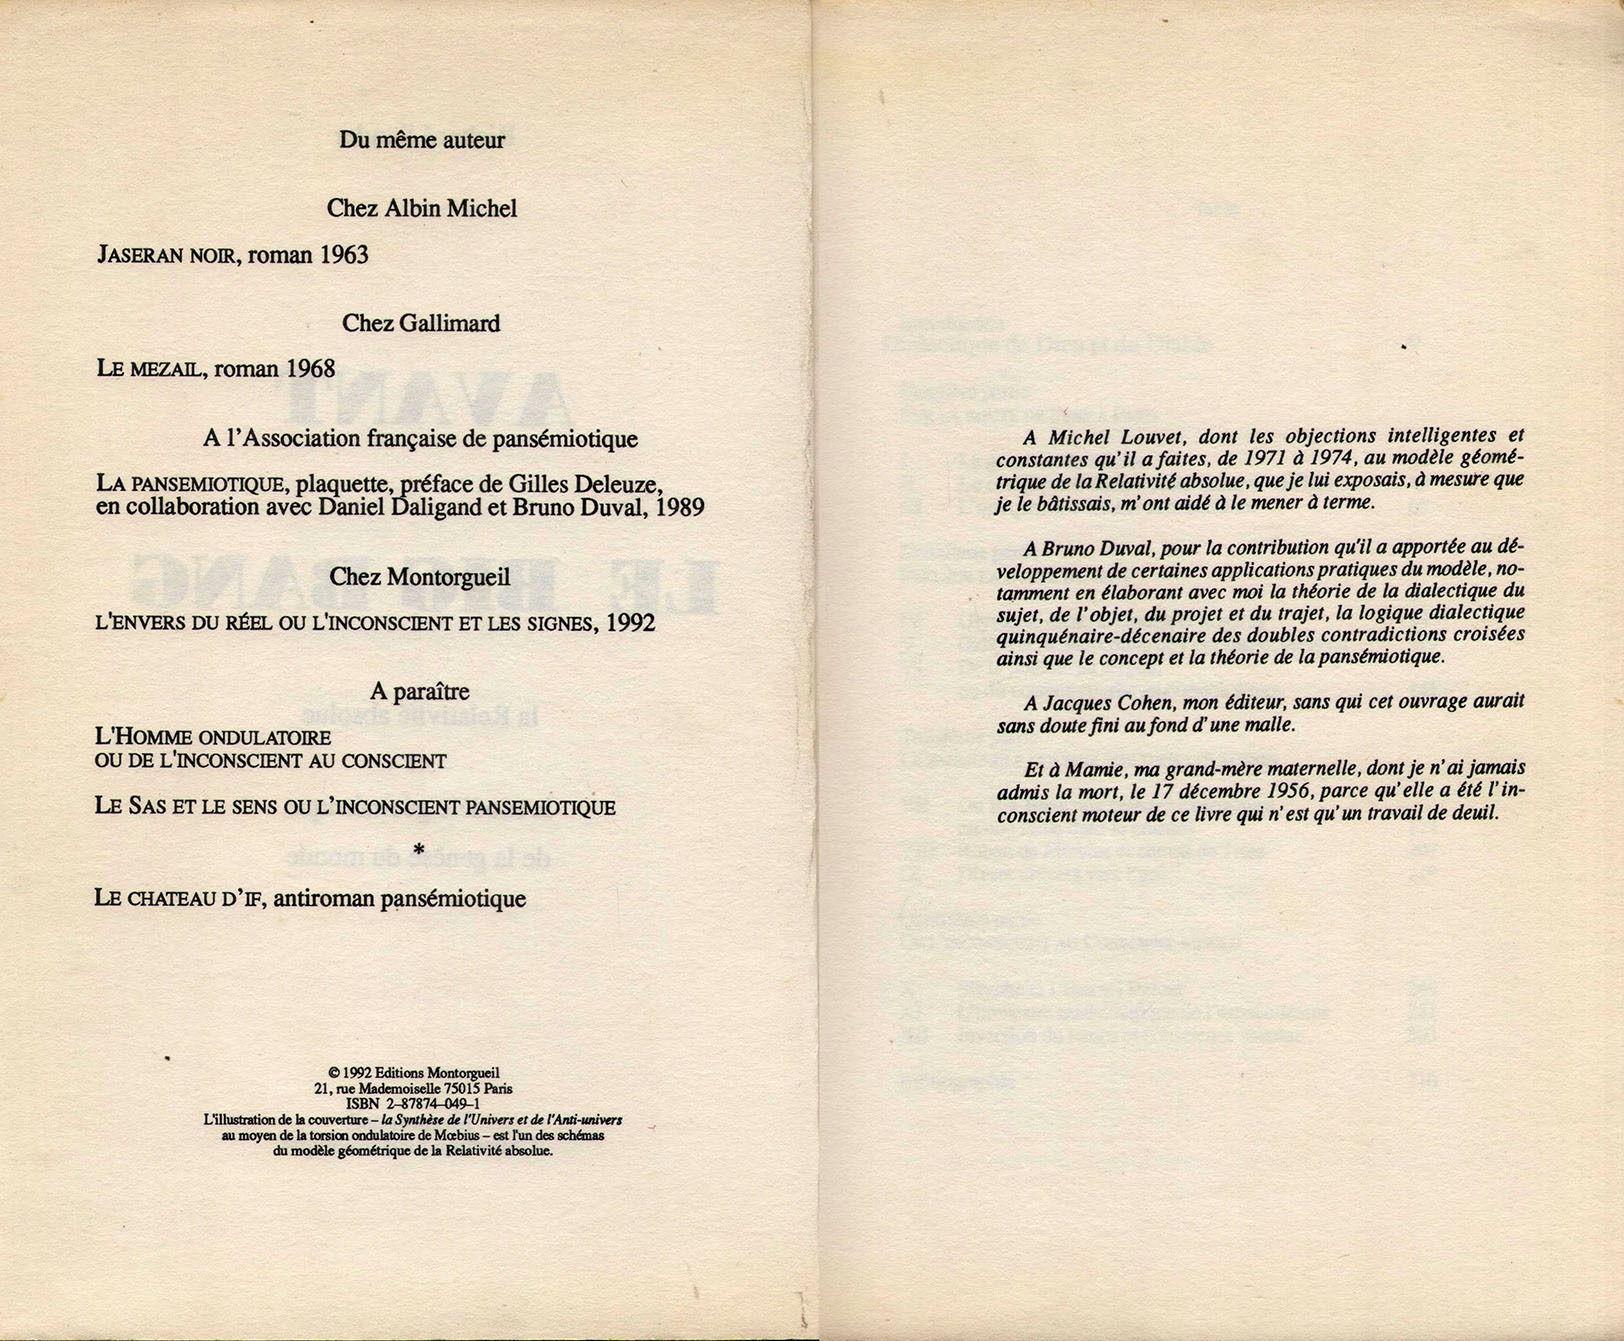 Du même auteur
Chez Albin Michel
JASERAN NOIR, roman 1963
Chez Gallimard
LE MEZAIL, roman 1968
A l'Association française de pansémiotique
LA PANSEMIOTIQUE, plaquette, préface de Gilles Deleuze,
en collaboration avec Daniel Daligand et Bruno Duval, 1989
Chez Montorgueil
L'ENVERS DU RÉEL OU L'INCONSCIENT ET LES SIGNES, 1992
A paraître
L'HOMME ONDULATOIRE
OU DE L'INCONSCIENT AU CONSCIENT
LE SAS ET LE SENS OU L'INCONSCIENT PANSEMIOTIQUE
*
LE CHATEAU D'IF, antiroman pansémiotique
© 1992 Editions Montorgueil
21, rue Mademoiselle 75015 Paris
ISBN 2–87874–049–1
L'illustration de la couverture – la Synthèse de l'Univers et de l'Anti-univers
au moyen de la torsion ondulatoire de Mœbius – est l'un des schémas
du modèle géométrique de la Relativité absolue.
A Michel Louvet, dont les objections intelligentes et
constantes qu'il a faites, de 1971 à 1974, au modèle géomé-
trique de la Relativité absolue, que je lui exposais, à mesure que
je le bâtissais, m'ont aidé à le mener à terme.
A Bruno Duval, pour la contribution qu'il a apportée au dé-
veloppement de certaines applications pratiques du modèle, no-
tamment en élaborant avec moi la théorie de la dialectique du
sujet, de l'objet, du projet et du trajet, la logique dialectique
quinquénaire-décenaire des doubles contradictions croisées
ainsi que le concept et la théorie de la pansémiotique.
A Jacques Cohen, mon éditeur, sans qui cet ouvrage aurait
sans doute fini au fond d'une malle.
Et à Mamie, ma grand-mère maternelle, dont je n'ai jamais
admis la mort, le 17 décembre 1956, parce qu'elle a été l'in-
conscient moteur de ce livre qui n'est qu'un travail de deuil.